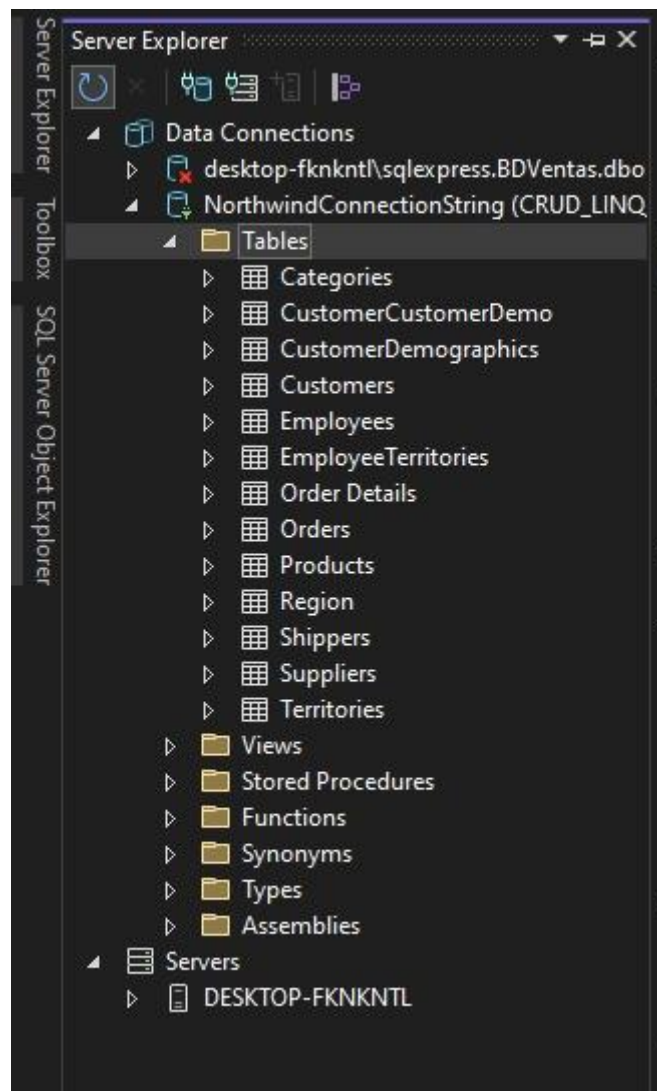 Server Explorer
Toolbox
SQL Server Object Explorer
Server Explorer
Data Connections
desktop-fknkntl\sqlexpress.BDVentas.dbo
NorthwindConnectionString (CRUD_LINQ
Tables
Categories
CustomerCustomerDemo
CustomerDemographics
Customers
Employees
EmployeeTerritories
Order Details
Orders
Products
Region
Shippers
Suppliers
Territories
Views
Stored Procedures
Functions
Synonyms
Types
Assemblies
Servers
DESKTOP-FKNKNTL